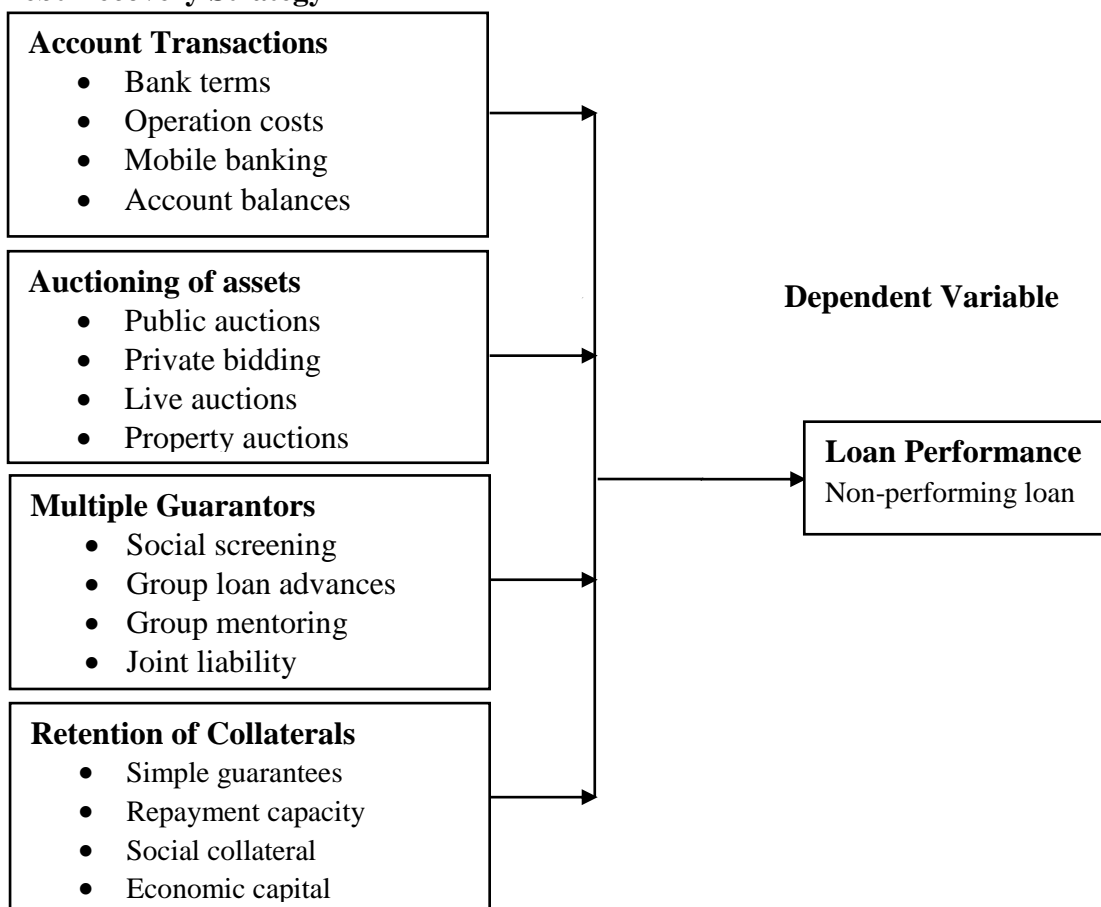 Account Transactions
• Bank terms
• Operation costs
• Mobile banking
• Account balances
Auctioning of assets
• Public auctions
• Private bidding
• Live auctions
• Property auctions
Multiple Guarantors
• Social screening
• Group loan advances
• Group mentoring
• Joint liability
Retention of Collaterals
• Simple guarantees
• Repayment capacity
• Social collateral
• Economic capital
Dependent Variable
Loan Performance
Non-performing loan